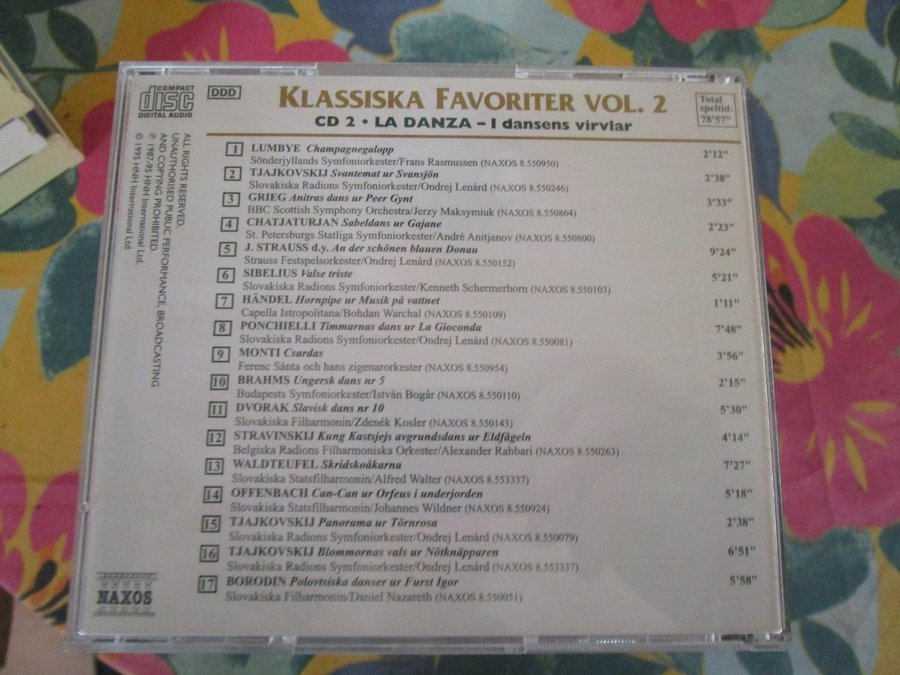 COMPACT
disc
DIGITAL AUDIO
DDD
KLASSISKA FAVORITER VOL. 2
CD 2 • LA DANZA – I dansens virvlar
Total
speltid:
78'57"
1 LUMBYE Champagnegalopp 2'12"
Sönderjyllands Symfoniorkester/Frans Rasmussen (NAXOS 8.550950)
2 TJAJKOVSKIJ Svantemat ur Svansjön 2'38"
Slovakiska Radions Symfoniorkester/Ondrej Lenárd (NAXOS 8.550246)
3 GRIEG Anitras dans ur Peer Gynt 3'33"
BBC Scottish Symphony Orchestra/Jerzy Maksymiuk (NAXOS 8.550864)
4 CHATJATURJAN Sabeldans ur Gajane 2'23"
St. Petersburgs Statliga Symfoniorkester/André Anitjanov (NAXOS 8.550800)
5 J. STRAUSS d.y. An der schönen blauen Donau 9'24"
Strauss Festspelsorkester/Ondrej Lenárd (NAXOS 8.550152)
6 SIBELIUS Valse triste 5'21"
Slovakiska Radions Symfoniorkester/Kenneth Schermerhorn (NAXOS 8.550103)
7 HÄNDEL Hornpipe ur Musik på vattnet 1'11"
Capella Istropolitana/Bohdan Warchal (NAXOS 8.550109)
8 PONCHIELLI Timmarnas dans ur La Gioconda 7'48"
Slovakiska Radions Symfoniorkester/Ondrej Lenárd (NAXOS 8.550081)
9 MONTI Csardas 3'56"
Ferenc Sánta och hans zigenarorkester (NAXOS 8.550954)
10 BRAHMS Ungersk dans nr 5 2'15"
Budapests Symfoniorkester/István Bogár (NAXOS 8.550110)
11 DVORAK Slavisk dans nr 10 5'30"
Slovakiska Filharmonin/Zdenék Kosler (NAXOS 8.550143)
12 STRAVINSKIJ Kung Kastsjejs avgrundsdans ur Eldfågeln 4'14"
Belgiska Radions Filharmoniska Orkester/Alexander Rahbari (NAXOS 8.550263)
13 WALDTEUFEL Skridskoåkarna 7'27"
Slovakiska Statsfilharmonin/Alfred Walter (NAXOS 8.553337)
14 OFFENBACH Can-Can ur Orfeus i underjorden 5'18"
Slovakiska Statsfilharmonin/Johannes Wildner (NAXOS 8.550924)
15 TJAJKOVSKIJ Panorama ur Törnrosa 2'38"
Slovakiska Radions Symfoniorkester/Ondrej Lenárd (NAXOS 8.550079)
16 TJAJKOVSKIJ Blommornas vals ur Nötknäpparen 6'51"
Slovakiska Radions Symfoniorkester/Ondrej Lenárd (NAXOS 8.553337)
17 BORODIN Polovtsiska danser ur Furst Igor 5'58"
Slovakiska Filharmonin/Daniel Nazareth (NAXOS 8.550051)
ALL RIGHTS RESERVED.
UNAUTHORISED PUBLIC PERFORMANCE, BROADCASTING
AND COPYING PROHIBITED
℗ 1987-95 HNH International Ltd.
© 1995 HNH International Ltd.
NAXOS